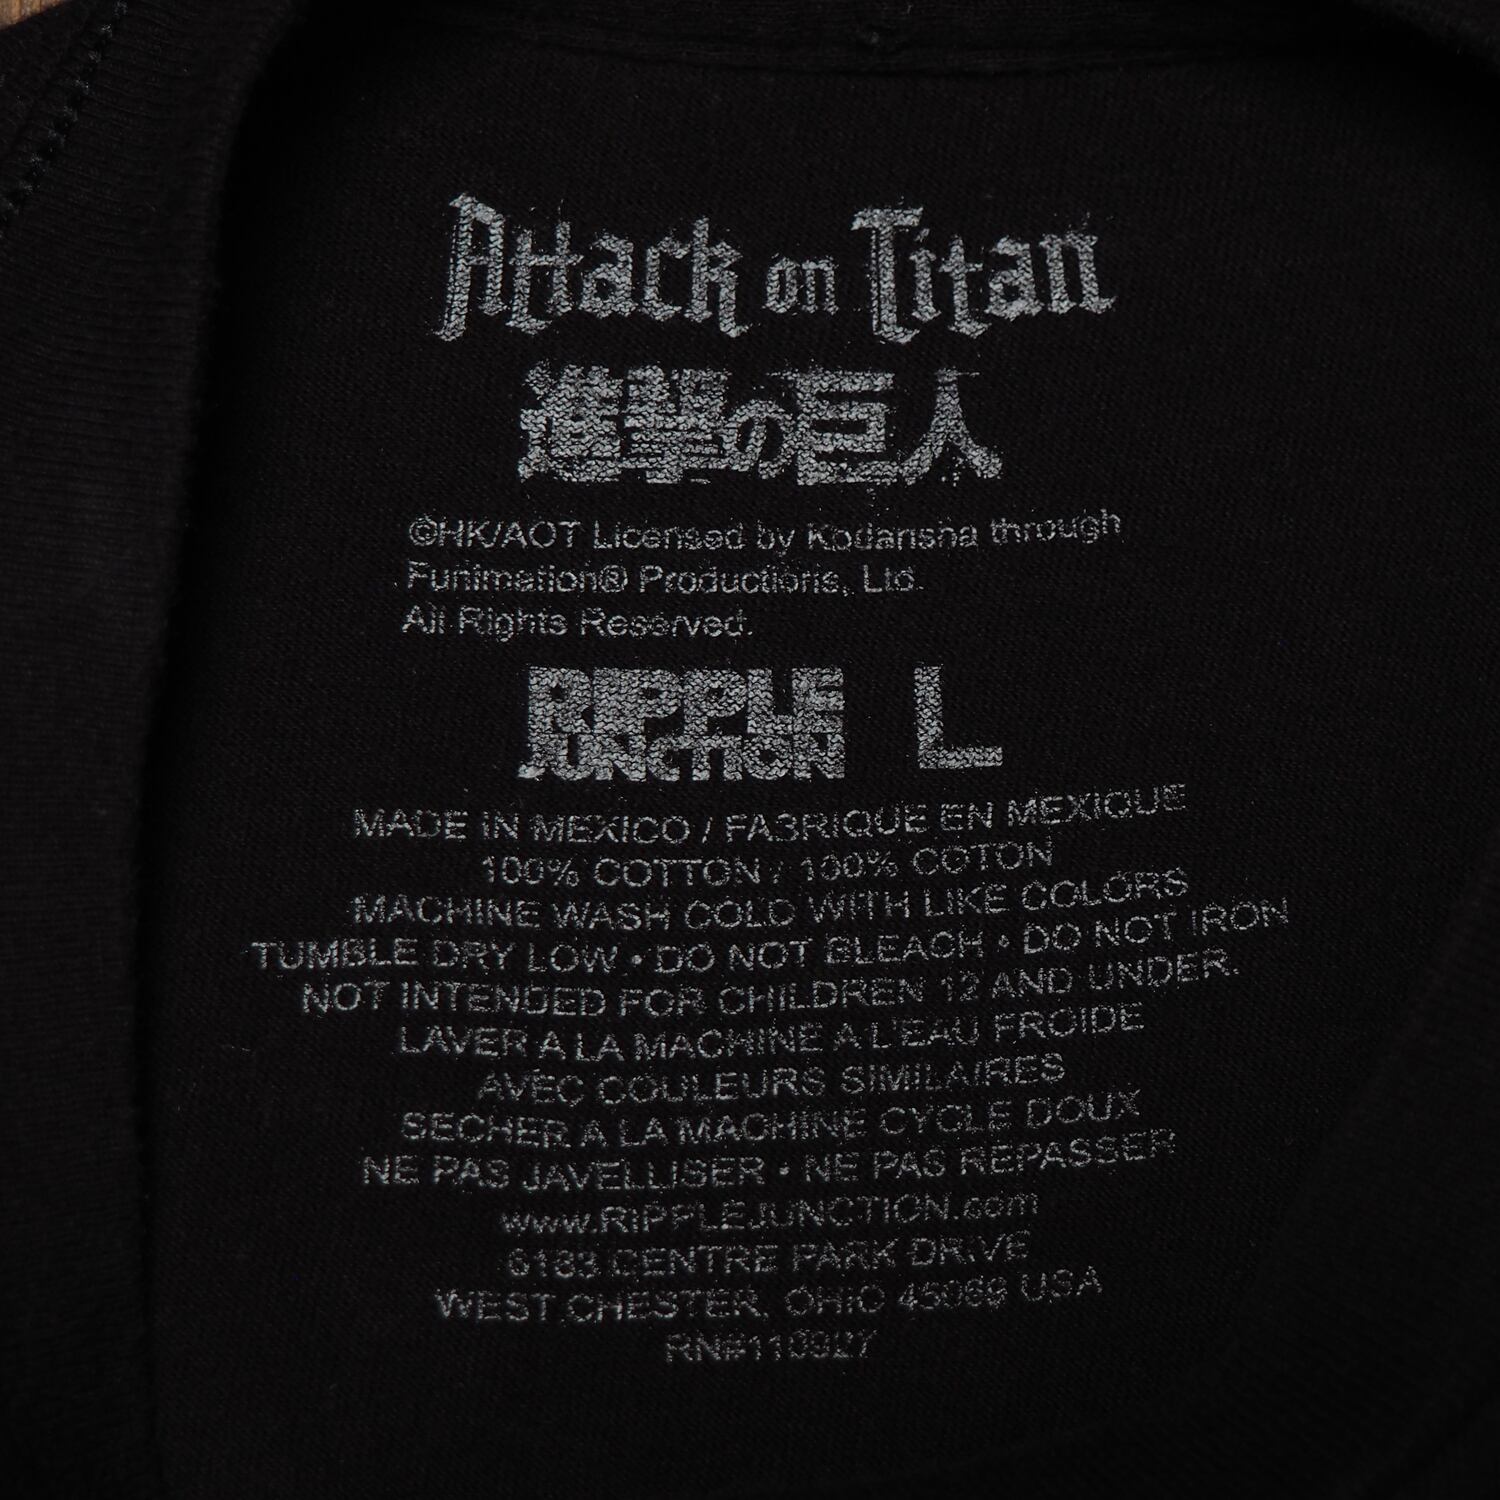 Attack on Titan
進撃の巨人
©HK/AOT Licensed by Kodansha through
Funimation® Productions, Ltd.
All Rights Reserved.
RIPPLE JUNCTION L
MADE IN MEXICO / FABRIQUE EN MEXIQUE
100% COTTON / 100% COTON
MACHINE WASH COLD WITH LIKE COLORS
TUMBLE DRY LOW • DO NOT BLEACH • DO NOT IRON
NOT INTENDED FOR CHILDREN 12 AND UNDER.
LAVER A LA MACHINE A L'EAU FROIDE
AVEC COULEURS SIMILAIRES
SECHER A LA MACHINE CYCLE DOUX
NE PAS JAVELLISER • NE PAS REPASSER
www.RIPPLEJUNCTION.com
CENTRE PARK DRIVE
WEST CHESTER, OHIO 45069 USA